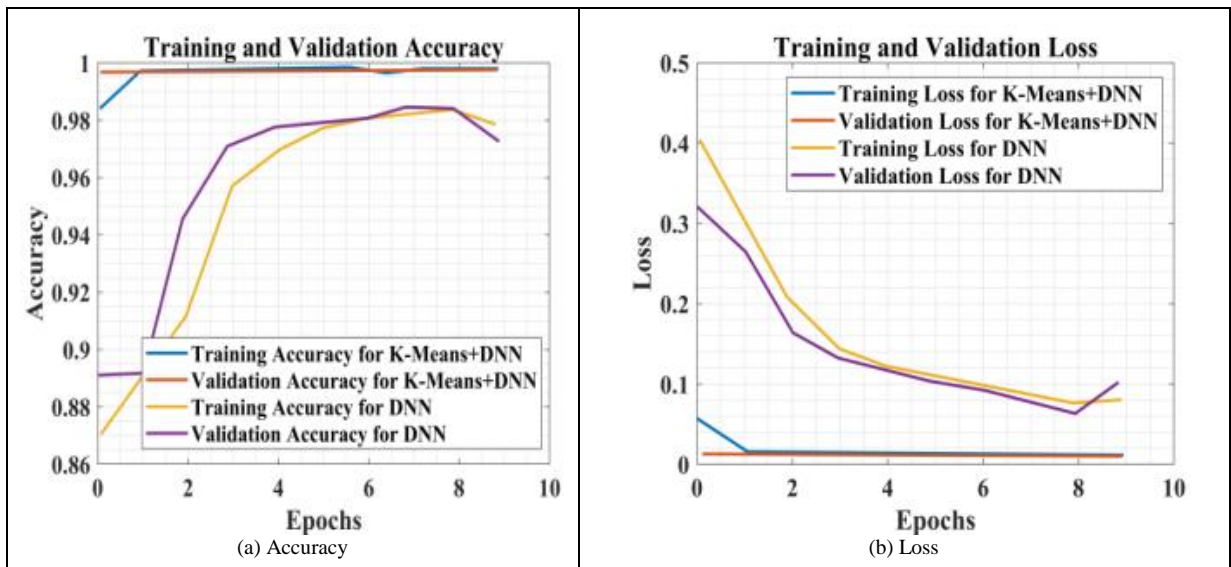 Training and Validation Accuracy
1
0.98
0.96
0.94
0.92
0.9
0.88
0.86
Accuracy
Training Accuracy for K-Means+DNN
Validation Accuracy for K-Means+DNN
Training Accuracy for DNN
Validation Accuracy for DNN
0 2 4 6 8 10
Epochs
(a) Accuracy
Training and Validation Loss
0.5
0.4
0.3
0.2
0.1
0
Loss
Training Loss for K-Means+DNN
Validation Loss for K-Means+DNN
Training Loss for DNN
Validation Loss for DNN
0 2 4 6 8 10
Epochs
(b) Loss